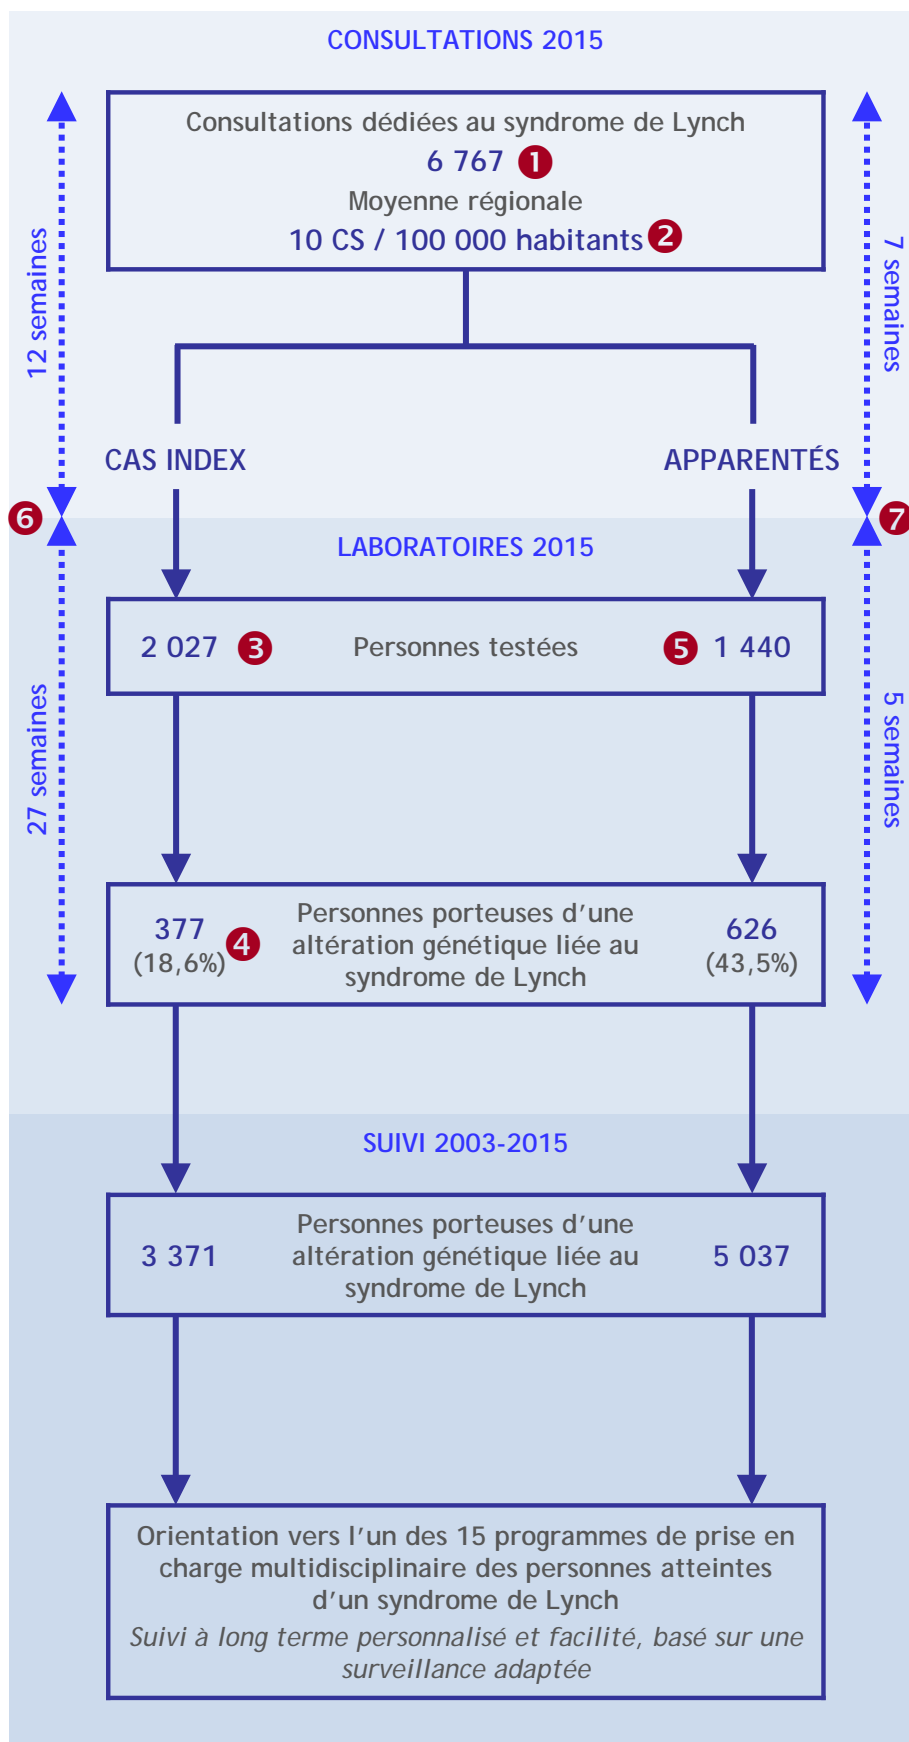 CONSULTATIONS 2015
Consultations dédiées au syndrome de Lynch
6 767 1
Moyenne régionale
10 CS / 100 000 habitants 2
12 semaines
7 semaines
CAS INDEX
APPARENTÉS
6
7
LABORATOIRES 2015
2 027 3 Personnes testées 5 1 440
27 semaines
5 semaines
377 4
(18,6%)
Personnes porteuses d’une
altération génétique liée au
syndrome de Lynch
626
(43,5%)
SUIVI 2003-2015
3 371
Personnes porteuses d’une
altération génétique liée au
syndrome de Lynch
5 037
Orientation vers l’un des 15 programmes de prise en
charge multidisciplinaire des personnes atteintes
d’un syndrome de Lynch
Suivi à long terme personnalisé et facilité, basé sur une
surveillance adaptée